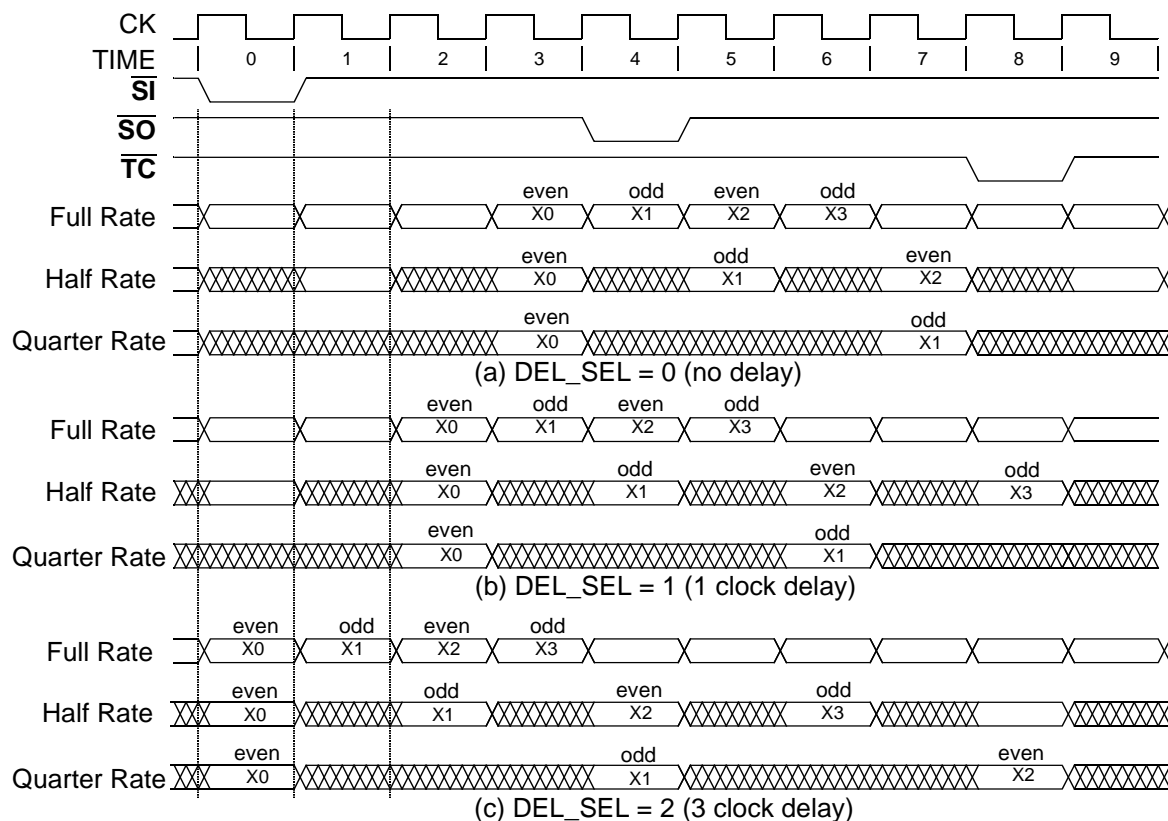 CK
TIME 0 1 2 3 4 5 6 7 8 9
SI
SO
TC
even odd even odd
Full Rate X0 X1 X2 X3
even odd even
Half Rate X0 X1 X2
even odd
Quarter Rate X0 X1
(a) DEL_SEL = 0 (no delay)
even odd even odd
Full Rate X0 X1 X2 X3
even odd even odd
Half Rate X0 X1 X2 X3
even odd
Quarter Rate X0 X1
(b) DEL_SEL = 1 (1 clock delay)
even odd even odd
Full Rate X0 X1 X2 X3
even odd even odd
Half Rate X0 X1 X2 X3
even odd even
Quarter Rate X0 X1 X2
(c) DEL_SEL = 2 (3 clock delay)